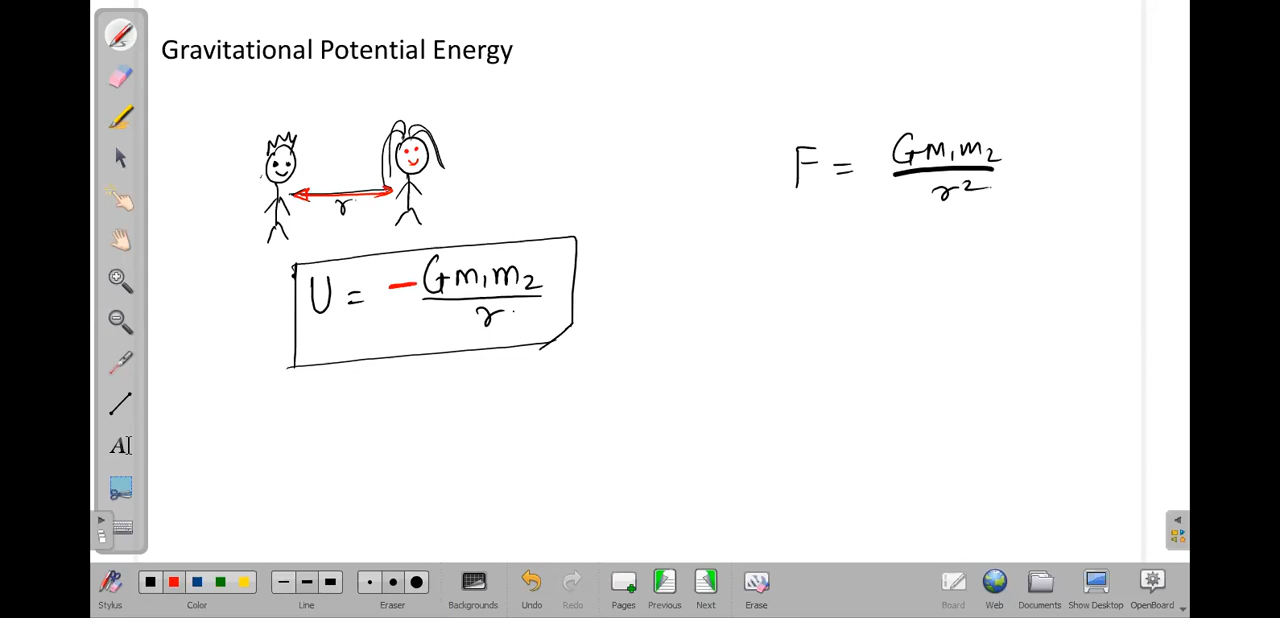 Gravitational Potential Energy
F = Gm₁m₂
r²
r
U = -Gm₁m₂
r
A
Stylus Color Line Eraser Backgrounds Undo Redo Pages Previous Next Erase Board Web Documents Show Desktop OpenBoard